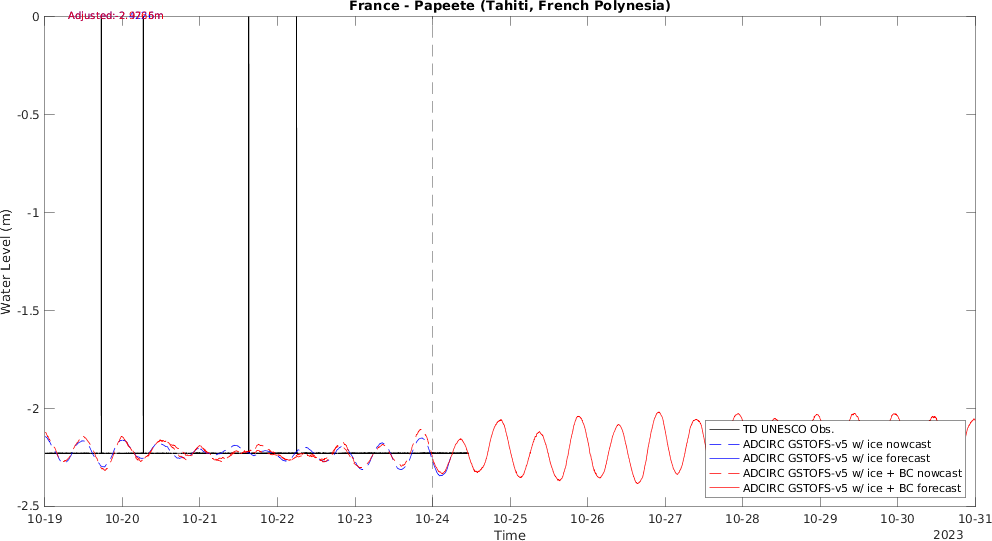 France - Papeete (Tahiti, French Polynesia)
0
-0.5
-1
-1.5
-2
-2.5
Water Level (m)
TD UNESCO Obs.
ADCIRC GSTOFS-v5 w/ ice nowcast
ADCIRC GSTOFS-v5 w/ ice forecast
ADCIRC GSTOFS-v5 w/ ice + BC nowcast
ADCIRC GSTOFS-v5 w/ ice + BC forecast
10-19 10-20 10-21 10-22 10-23 10-24 10-25 10-26 10-27 10-28 10-29 10-30 10-31
Time
2023
Adjusted: